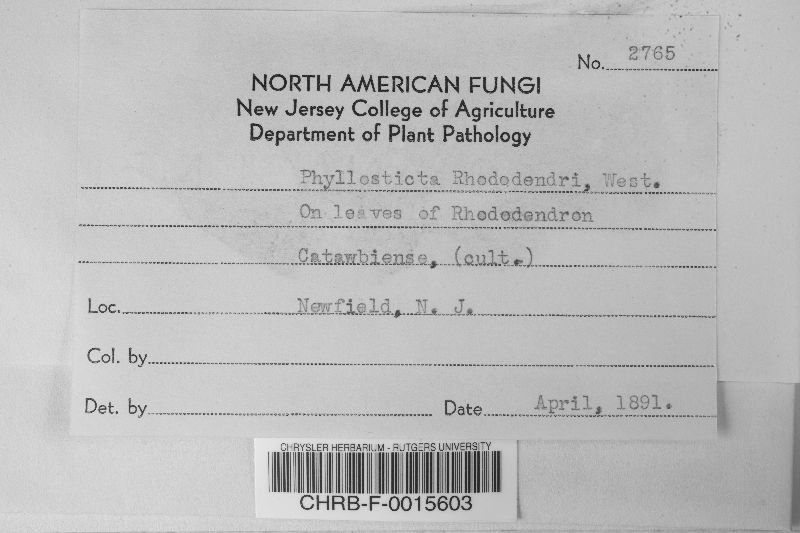 No. 2765
NORTH AMERICAN FUNGI
New Jersey College of Agriculture
Department of Plant Pathology
Phyllosticta Rhododendri, West.
On leaves of Rhododendron
Catawbiense, (cult.)
Loc. Newfield, N. J.
Col. by
Det. by Date April, 1891.
CHRYSLER HERBARIUM - RUTGERS UNIVERSITY
CHRB-F-0015603